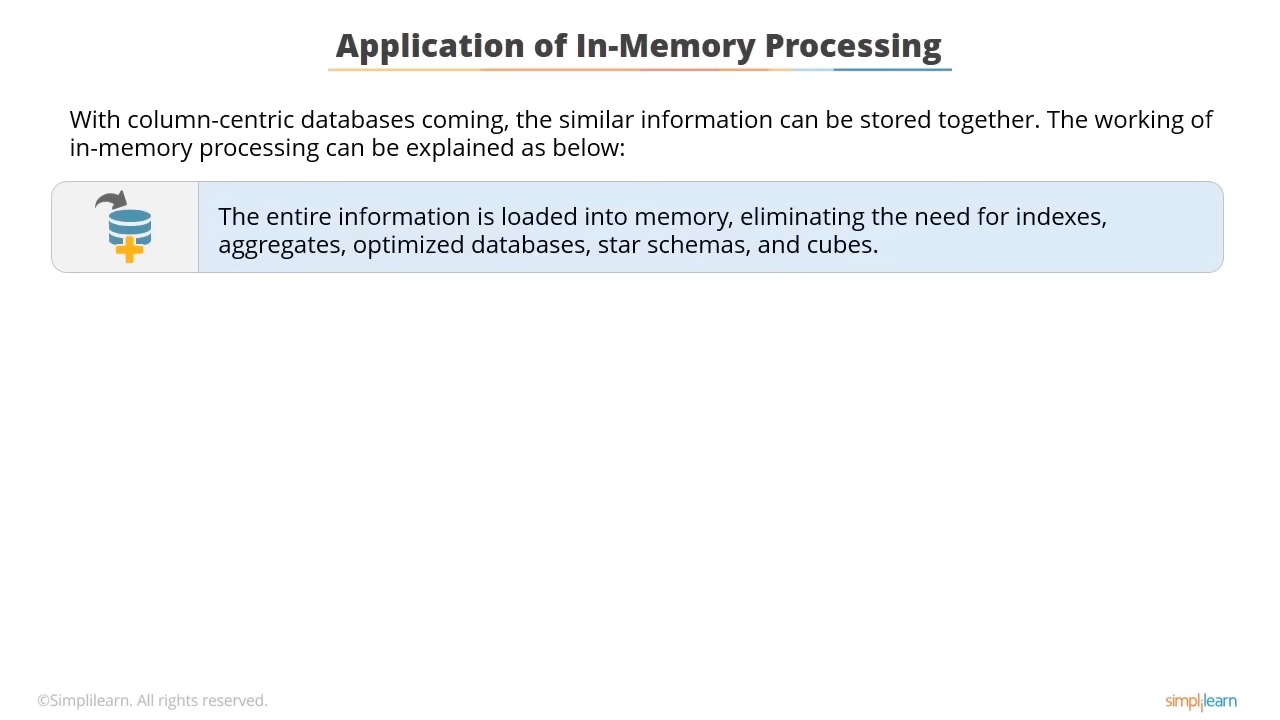 Application of In-Memory Processing
With column-centric databases coming, the similar information can be stored together. The working of
in-memory processing can be explained as below:
The entire information is loaded into memory, eliminating the need for indexes,
aggregates, optimized databases, star schemas, and cubes.
©Simplilearn. All rights reserved.
simplilearn